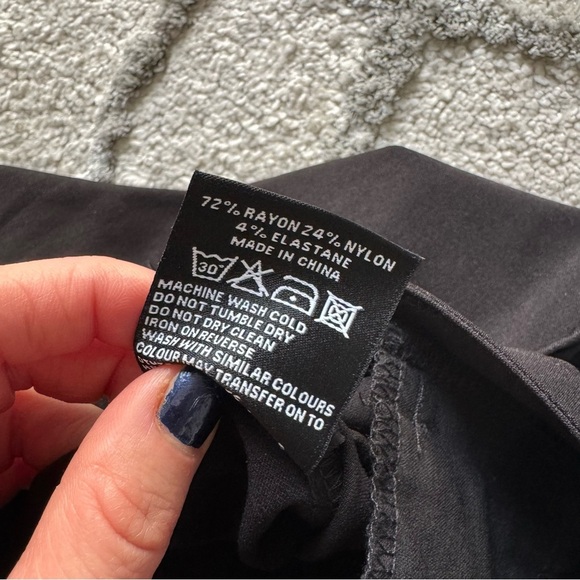 72% RAYON 24% NYLON
4% ELASTANE
MADE IN CHINA
30°
MACHINE WASH COLD
DO NOT TUMBLE DRY
DO NOT DRY CLEAN
IRON ON REVERSE
WASH WITH SIMILAR COLOURS
COLOUR MAY TRANSFER ON TO